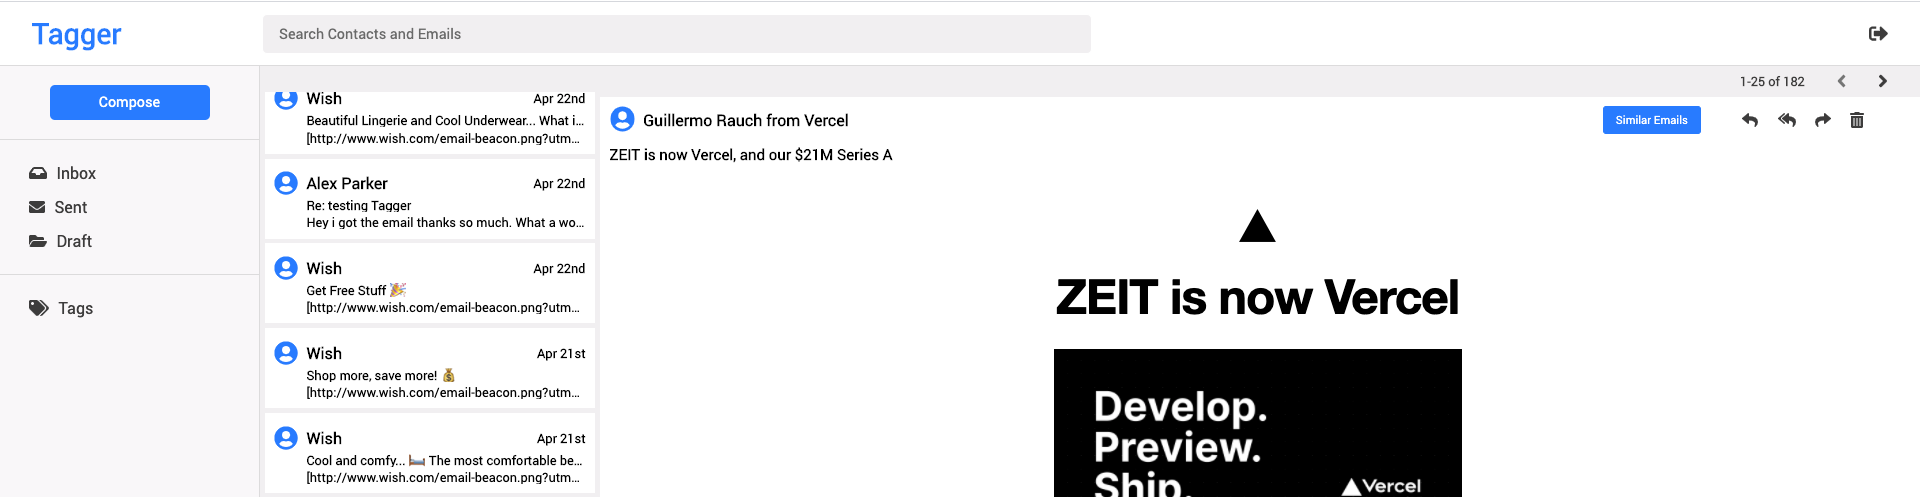 Tagger
Search Contacts and Emails
Compose
Inbox
Sent
Draft
Tags
1-25 of 182
Wish Apr 22nd
Beautiful Lingerie and Cool Underwear... What i...
[http://www.wish.com/email-beacon.png?utm...
Alex Parker Apr 22nd
Re: testing Tagger
Hey i got the email thanks so much. What a wo...
Wish Apr 22nd
Get Free Stuff 🎉
[http://www.wish.com/email-beacon.png?utm...
Wish Apr 21st
Shop more, save more! 💰
[http://www.wish.com/email-beacon.png?utm...
Wish Apr 21st
Cool and comfy... 🛏️ The most comfortable be...
[http://www.wish.com/email-beacon.png?utm...
Guillermo Rauch from Vercel
Similar Emails
ZEIT is now Vercel, and our $21M Series A
ZEIT is now Vercel
Develop.
Preview.
Ship.
Vercel